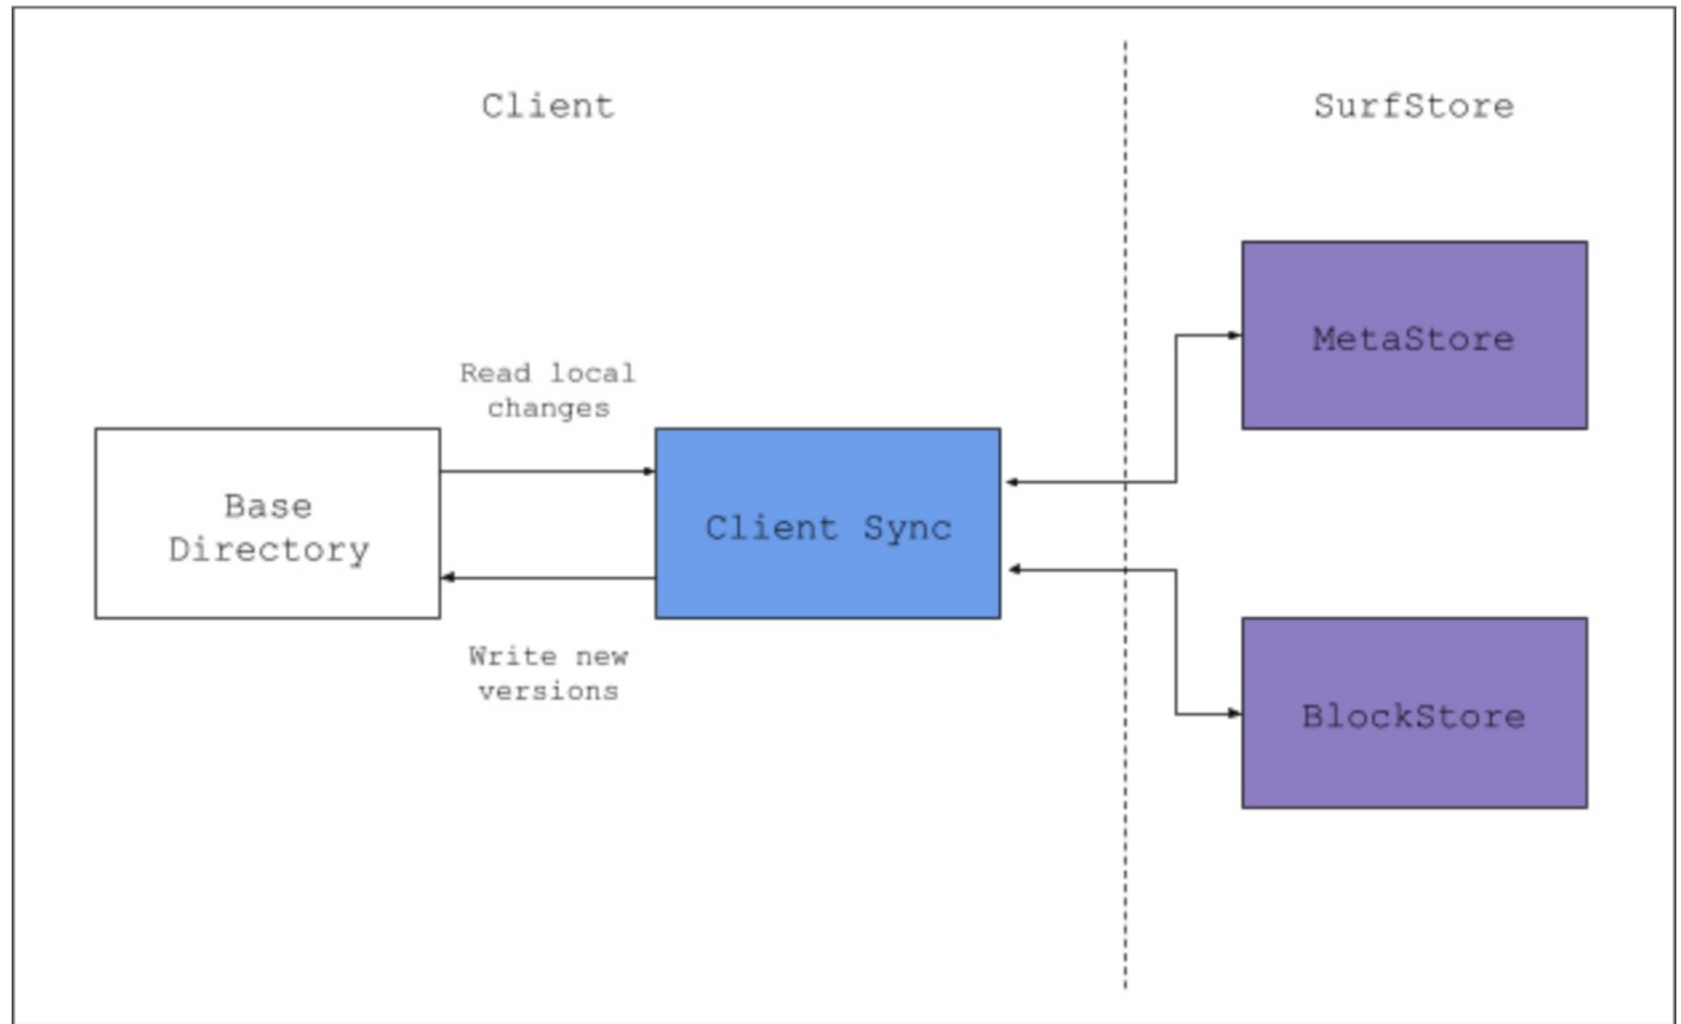 Client
SurfStore
MetaStore
Read local
changes
Base
Directory
Client Sync
Write new
versions
BlockStore